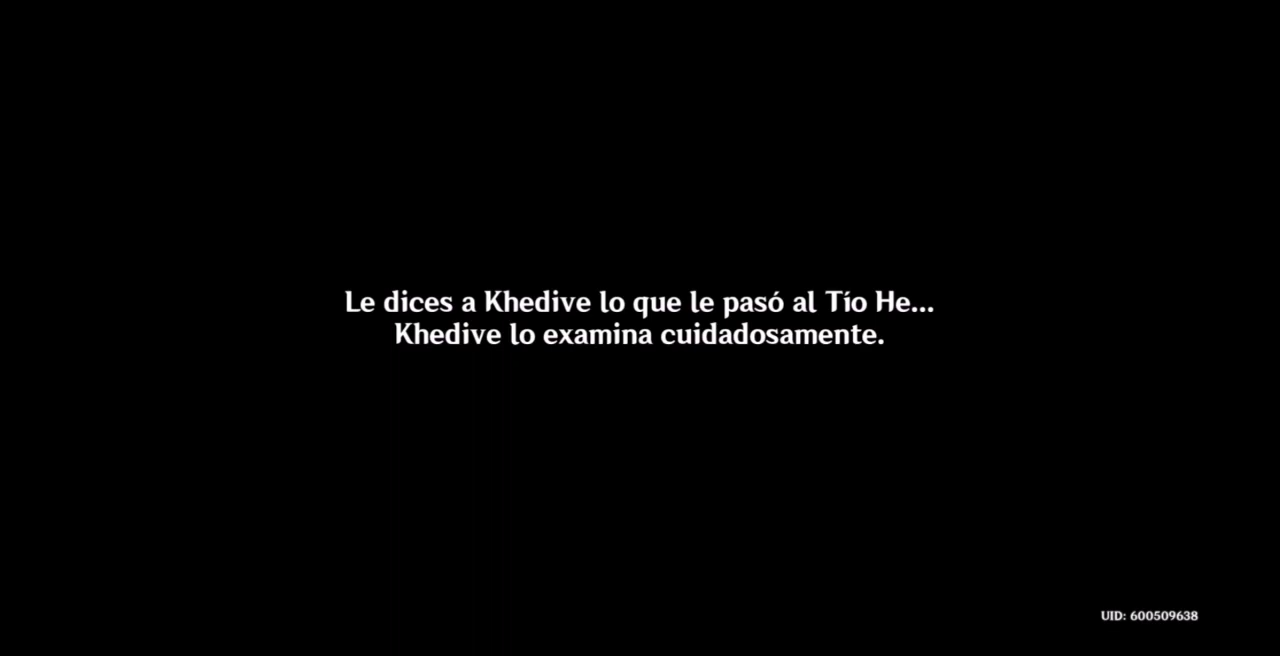 Le dices a Khedive lo que le pasó al Tío He...
Khedive lo examina cuidadosamente.
UID: 600509638